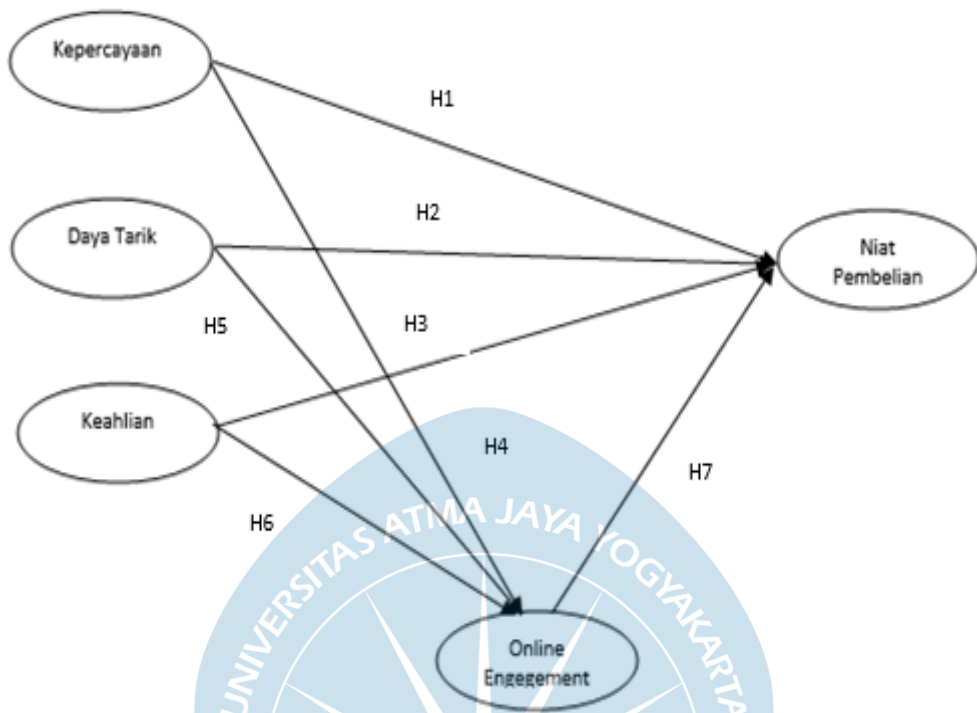 Kepercayaan
H1
Daya Tarik
H2
Niat
Pembelian
H5
H3
Keahlian
H4
H7
H6
UNIVERSITAS ATMA JAYA YOGYAKARTA
Online
Engegement